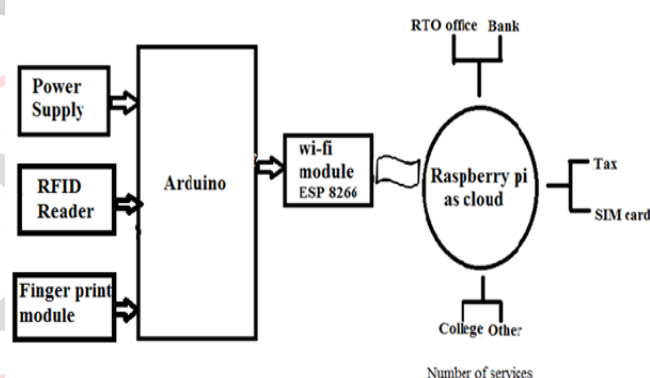 RTO office Bank
Power
Supply
RFID
Reader
Finger print
module
Arduino
wi-fi
module
ESP 8266
Raspberry pi
as cloud
Tax
SIM card
College Other
Number of services